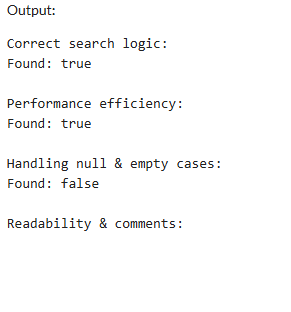 Output:
Correct search logic:
Found: true
Performance efficiency:
Found: true
Handling null & empty cases:
Found: false
Readability & comments: